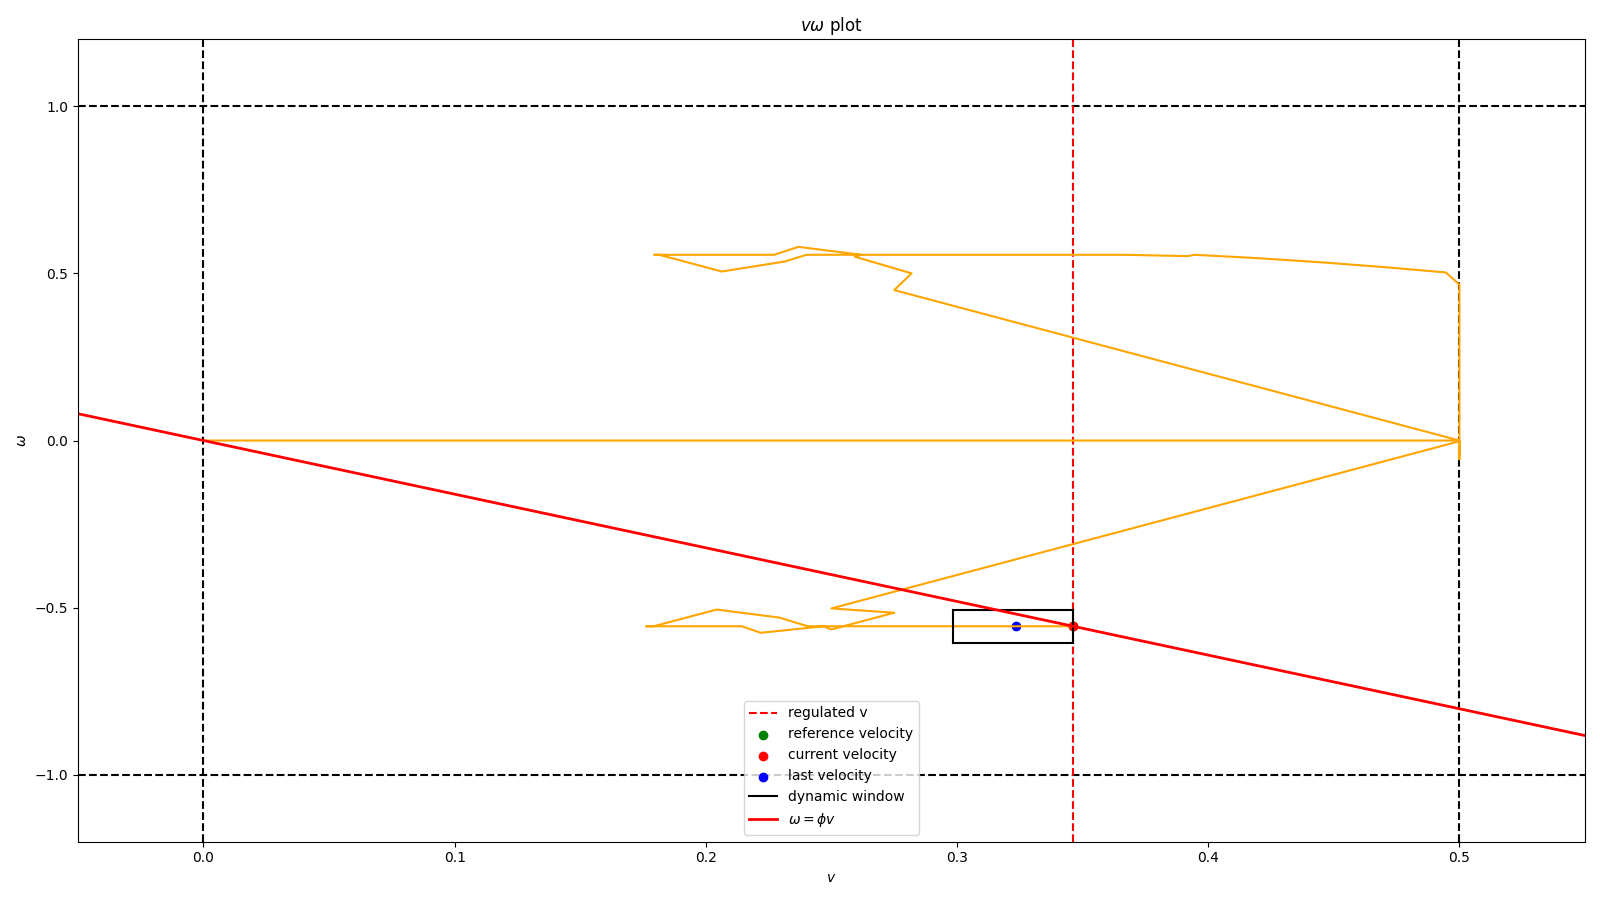 vω plot
1.0
0.5
0.0
−0.5
−1.0
ω
0.0
0.1
0.2
0.3
0.4
0.5
v
regulated v
reference velocity
current velocity
last velocity
dynamic window
ω = ϕv